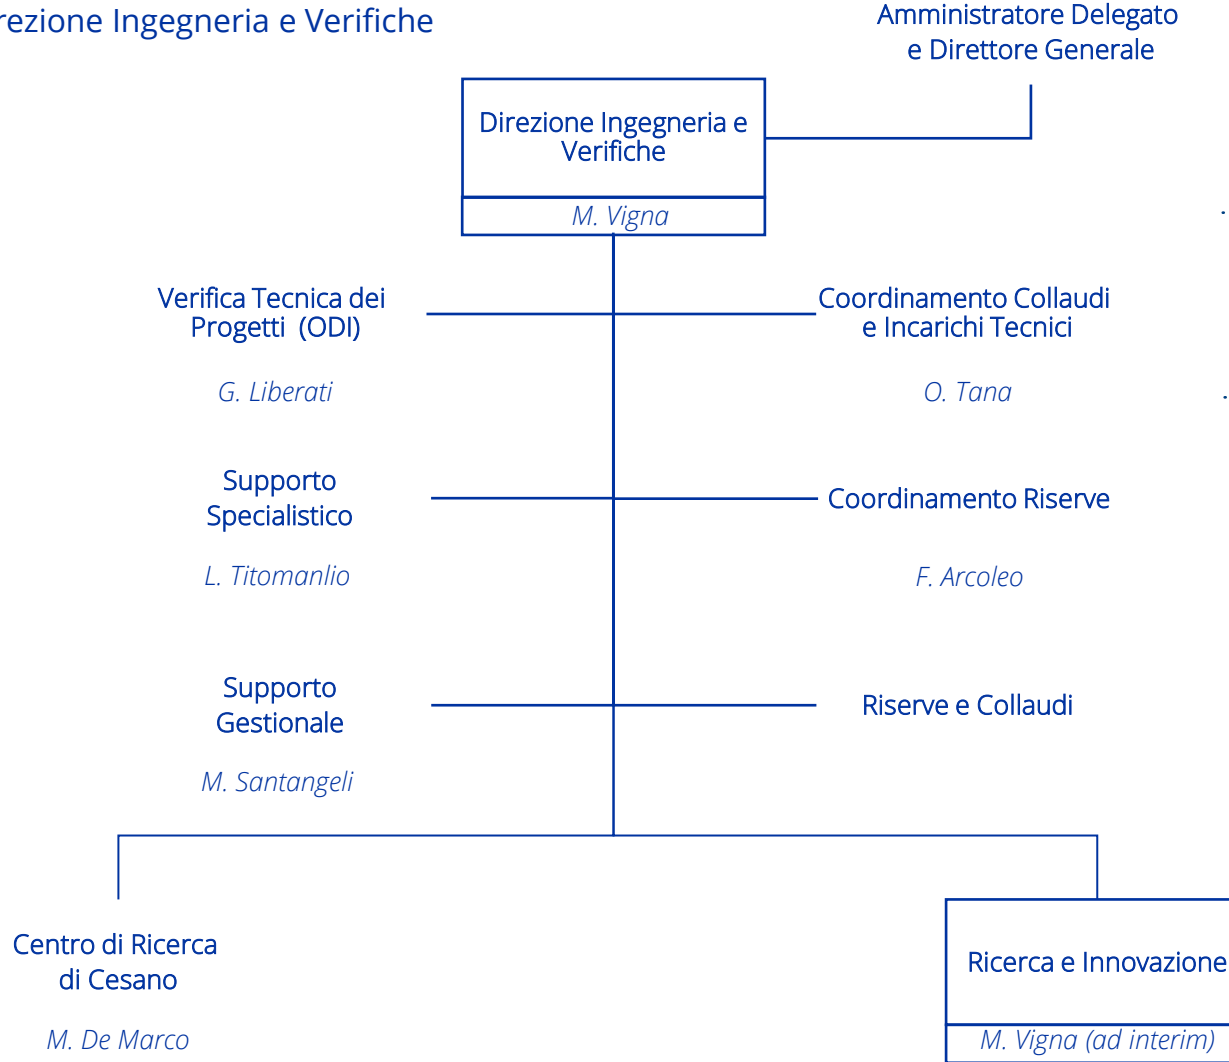 rezione Ingegneria e Verifiche
Amministratore Delegato
e Direttore Generale
Direzione Ingegneria e
Verifiche
M. Vigna
Verifica Tecnica dei
Progetti (ODI)
G. Liberati
Coordinamento Collaudi
e Incarichi Tecnici
O. Tana
Supporto
Specialistico
L. Titomanlio
Coordinamento Riserve
F. Arcoleo
Supporto
Gestionale
M. Santangeli
Riserve e Collaudi
Centro di Ricerca
di Cesano
M. De Marco
Ricerca e Innovazione
M. Vigna (ad interim)